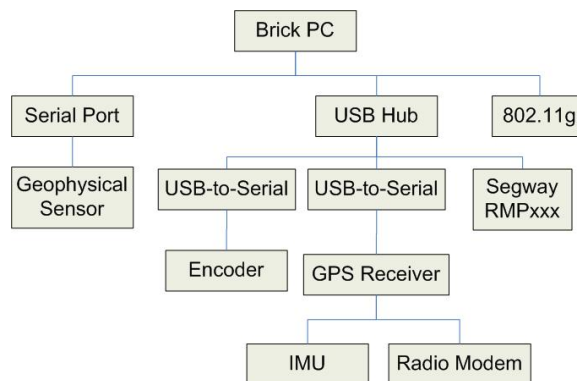 Brick PC
Serial Port
USB Hub
802.11g
Geophysical
Sensor
USB-to-Serial
USB-to-Serial
Segway
RMPxxx
Encoder
GPS Receiver
IMU
Radio Modem